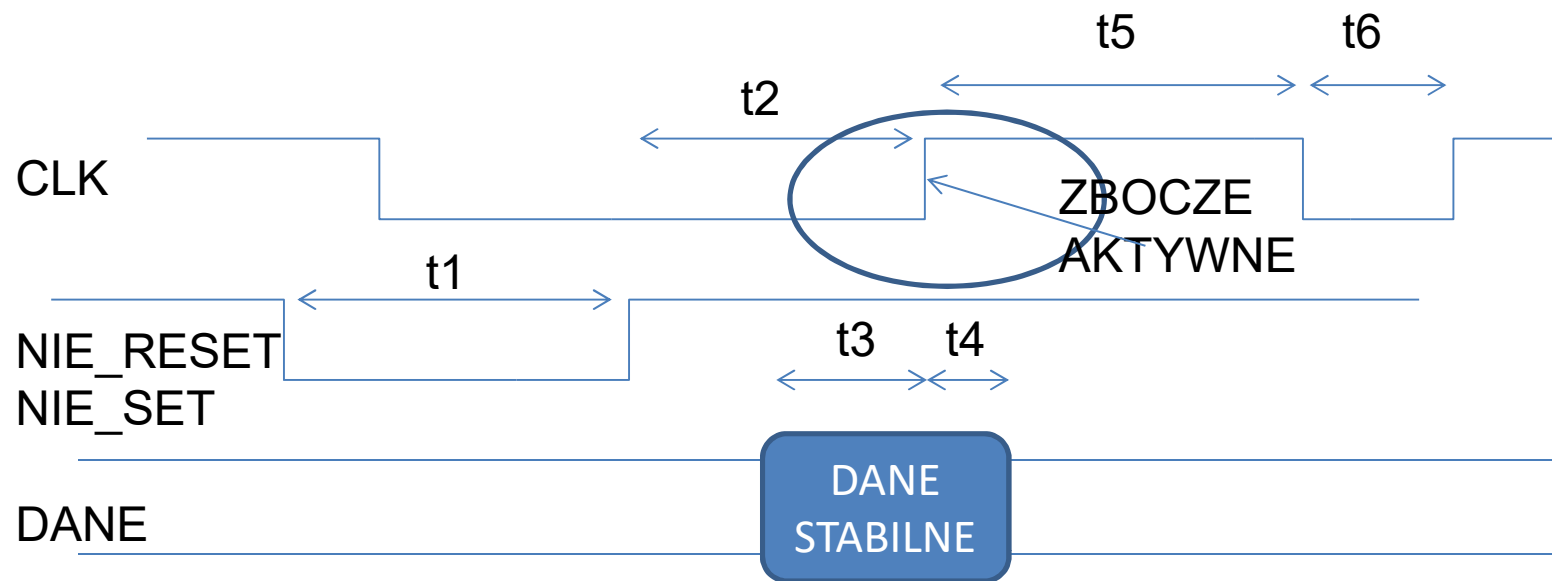 t5
t6
t2
CLK
ZBOCZE
AKTYWNE
t1
NIE_RESET
NIE_SET
t3
t4
DANE
DANE
STABILNE